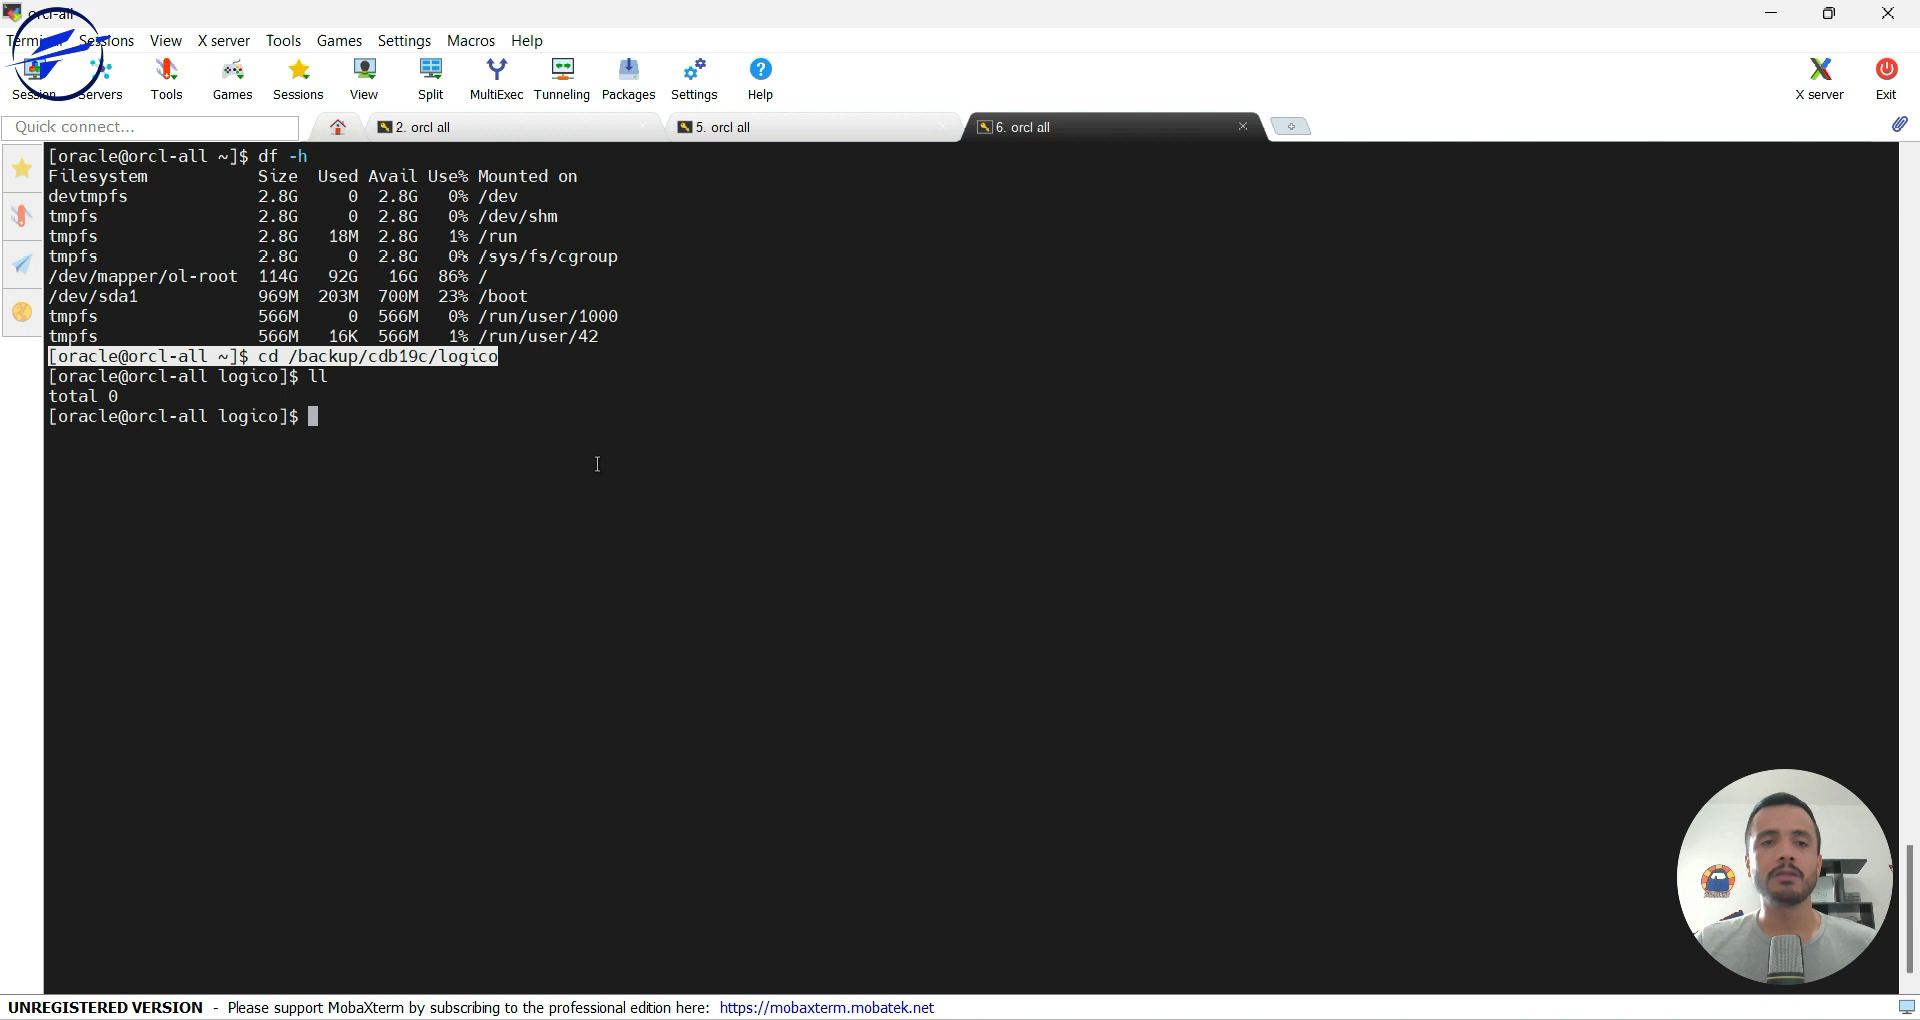 orcl-all
Terminal Sessions View X server Tools Games Settings Macros Help
Session Servers Tools Games Sessions View Split MultiExec Tunneling Packages Settings Help X server Exit
Quick connect... 2. orcl all 5. orcl all 6. orcl all
[oracle@orcl-all ~]$ df -h
Filesystem Size Used Avail Use% Mounted on
devtmpfs 2.8G 0 2.8G 0% /dev
tmpfs 2.8G 0 2.8G 0% /dev/shm
tmpfs 2.8G 18M 2.8G 1% /run
tmpfs 2.8G 0 2.8G 0% /sys/fs/cgroup
/dev/mapper/ol-root 114G 92G 16G 86% /
/dev/sda1 969M 203M 700M 23% /boot
tmpfs 566M 0 566M 0% /run/user/1000
tmpfs 566M 16K 566M 1% /run/user/42
[oracle@orcl-all ~]$ cd /backup/cdb19c/logico
[oracle@orcl-all logico]$ ll
total 0
[oracle@orcl-all logico]$
UNREGISTERED VERSION - Please support MobaXterm by subscribing to the professional edition here: https://mobaxterm.mobatek.net